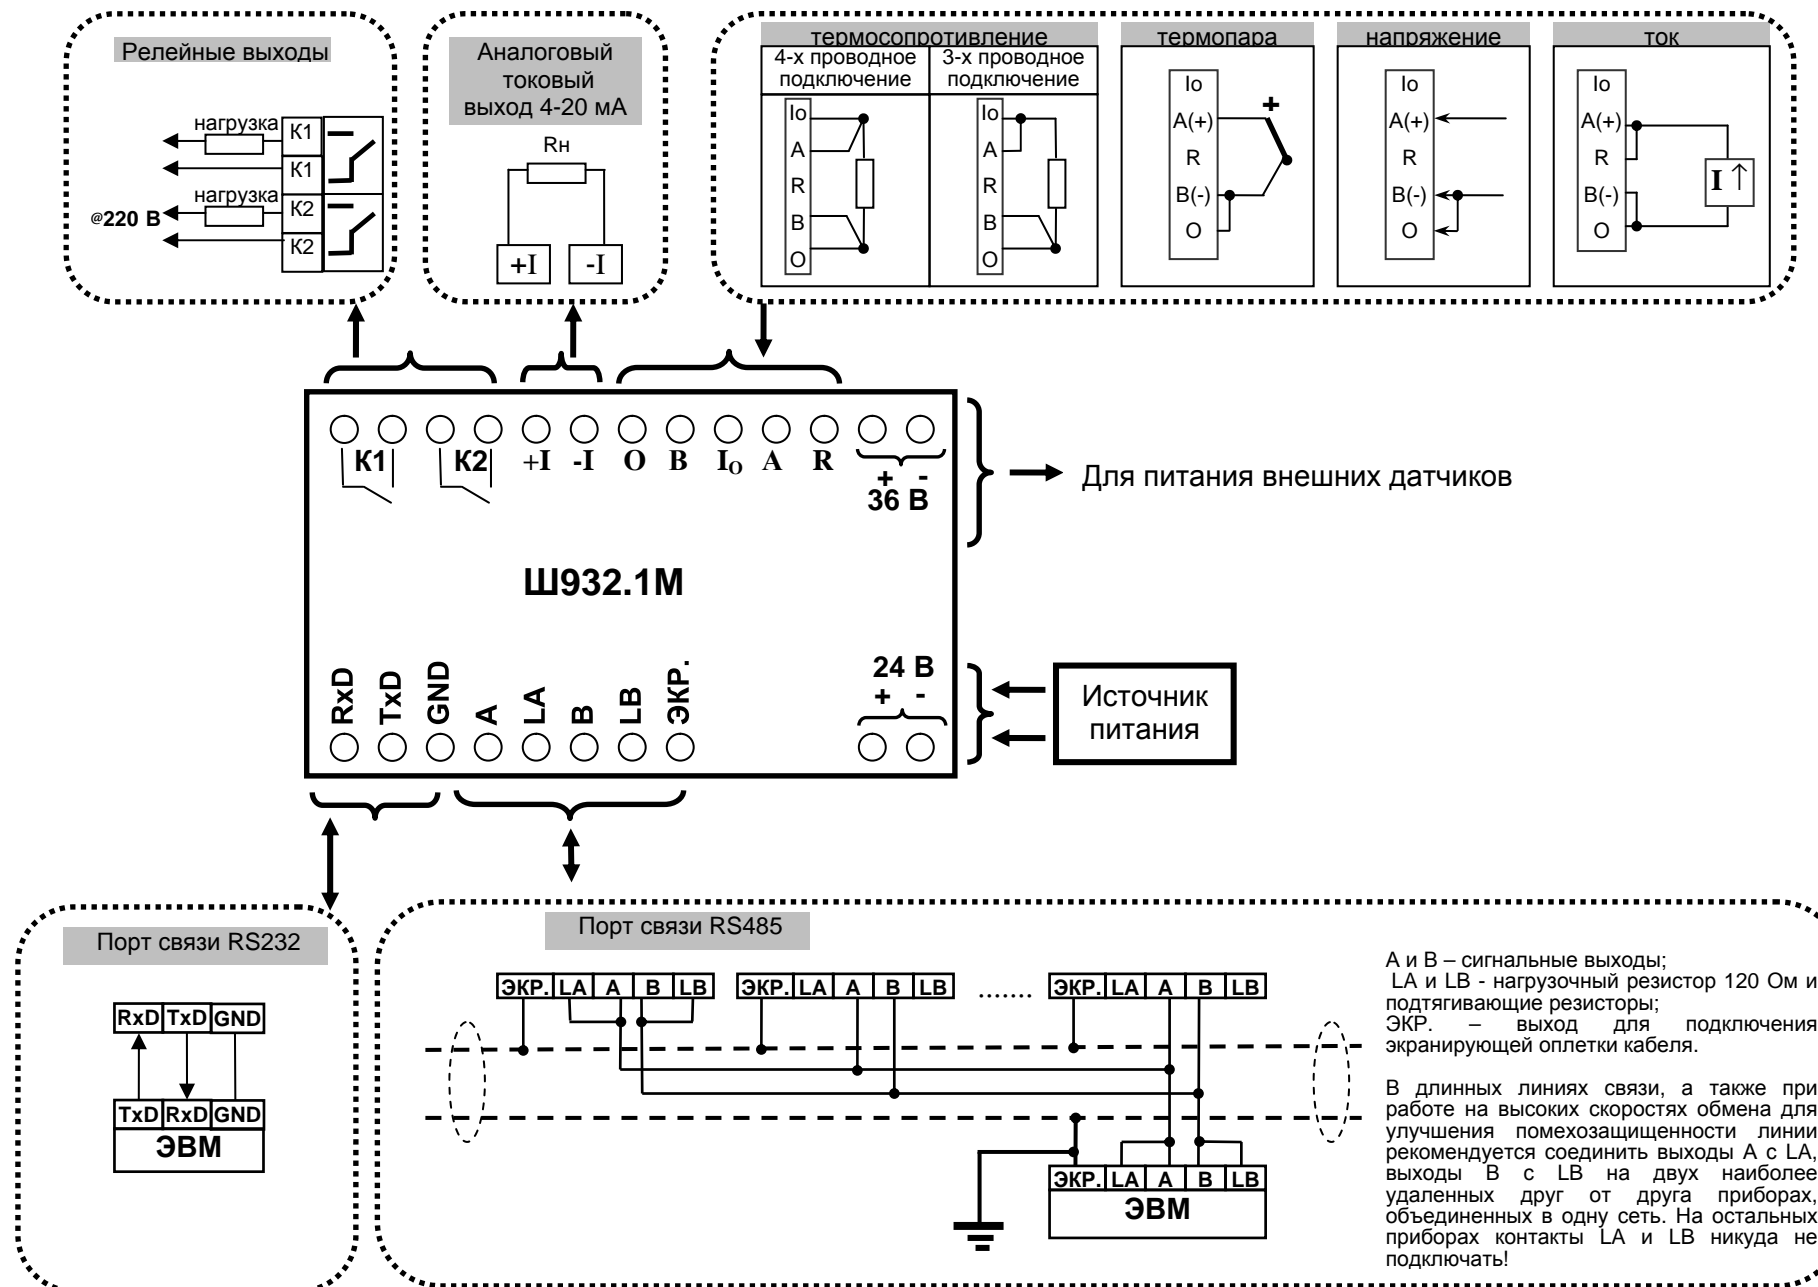 Релейные выходы
нагрузка
К1
К1
нагрузка
К2
@220 В
К2
Аналоговый
токовый
выход 4-20 мА
Rн
+I
-I
термосопротивление
4-х проводное
подключение
Io
A
R
B
O
3-х проводное
подключение
Io
A
R
B
O
термопара
Io
A(+)
R
B(-)
O
+
напряжение
Io
A(+)
R
B(-)
O
ток
Io
A(+)
R
B(-)
O
I ↑
К1 К2 +I -I O B IO A R
+ -
36 В
Для питания внешних датчиков
Ш932.1М
RxD TxD GND A LA B LB ЭКР.
24 В
+ -
Источник
питания
Порт связи RS232
RxD TxD GND
TxD RxD GND
ЭВМ
Порт связи RS485
ЭКР. LA A B LB
ЭКР. LA A B LB
.......
ЭКР. LA A B LB
ЭКР. LA A B LB
ЭВМ
А и В – сигнальные выходы;
LA и LB - нагрузочный резистор 120 Ом и
подтягивающие резисторы;
ЭКР. – выход для подключения
экранирующей оплетки кабеля.
В длинных линиях связи, а также при
работе на высоких скоростях обмена для
улучшения помехозащищенности линии
рекомендуется соединить выходы А с LA,
выходы В с LB на двух наиболее
удаленных друг от друга приборах,
объединенных в одну сеть. На остальных
приборах контакты LA и LB никуда не
подключать!